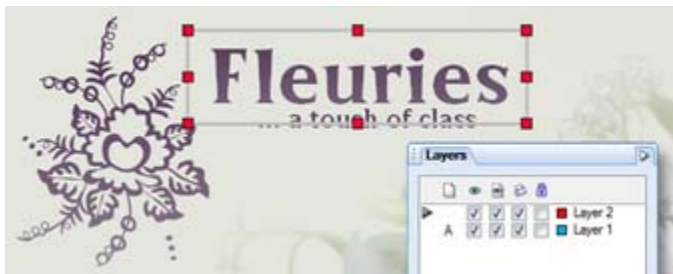 Fleuries
... a touch of class
Layers
Layer 2
A Layer 1